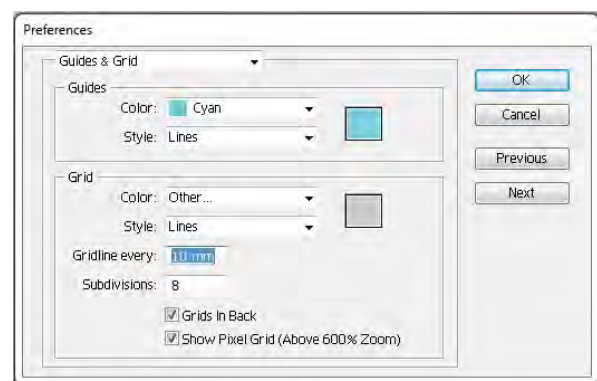 Preferences
Guides & Grid
Guides
Color: Cyan
Style: Lines
Grid
Color: Other...
Style: Lines
Gridline every: 10 mm
Subdivisions: 8
Grids In Back
Show Pixel Grid (Above 600% Zoom)
OK
Cancel
Previous
Next